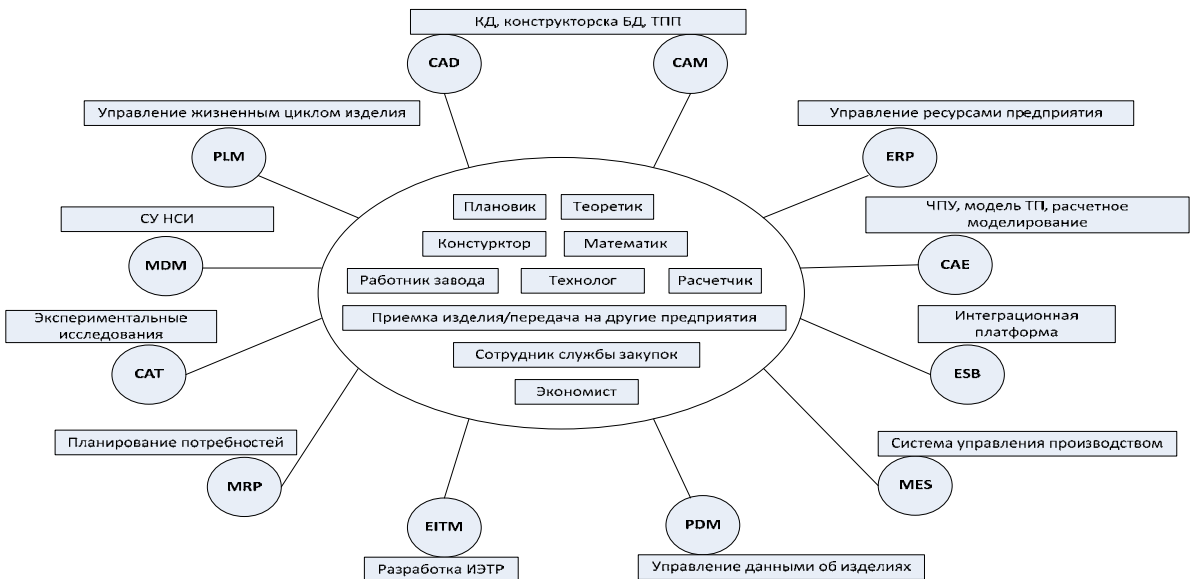 КД, конструкторска БД, ТПП
CAD
CAM
Управление жизненным циклом изделия
PLM
Управление ресурсами предприятия
ERP
СУ НСИ
MDM
ЧПУ, модель ТП, расчетное
моделирование
CAE
Плановик
Теоретик
Констурктор
Математик
Работник завода
Технолог
Расчетчик
Приемка изделия/передача на другие предприятия
Сотрудник службы закупок
Экономист
Экспериментальные
исследования
CAT
Интеграционная
платформа
ESB
Планирование потребностей
MRP
Система управления производством
MES
EITM
Разработка ИЭТР
PDM
Управление данными об изделиях